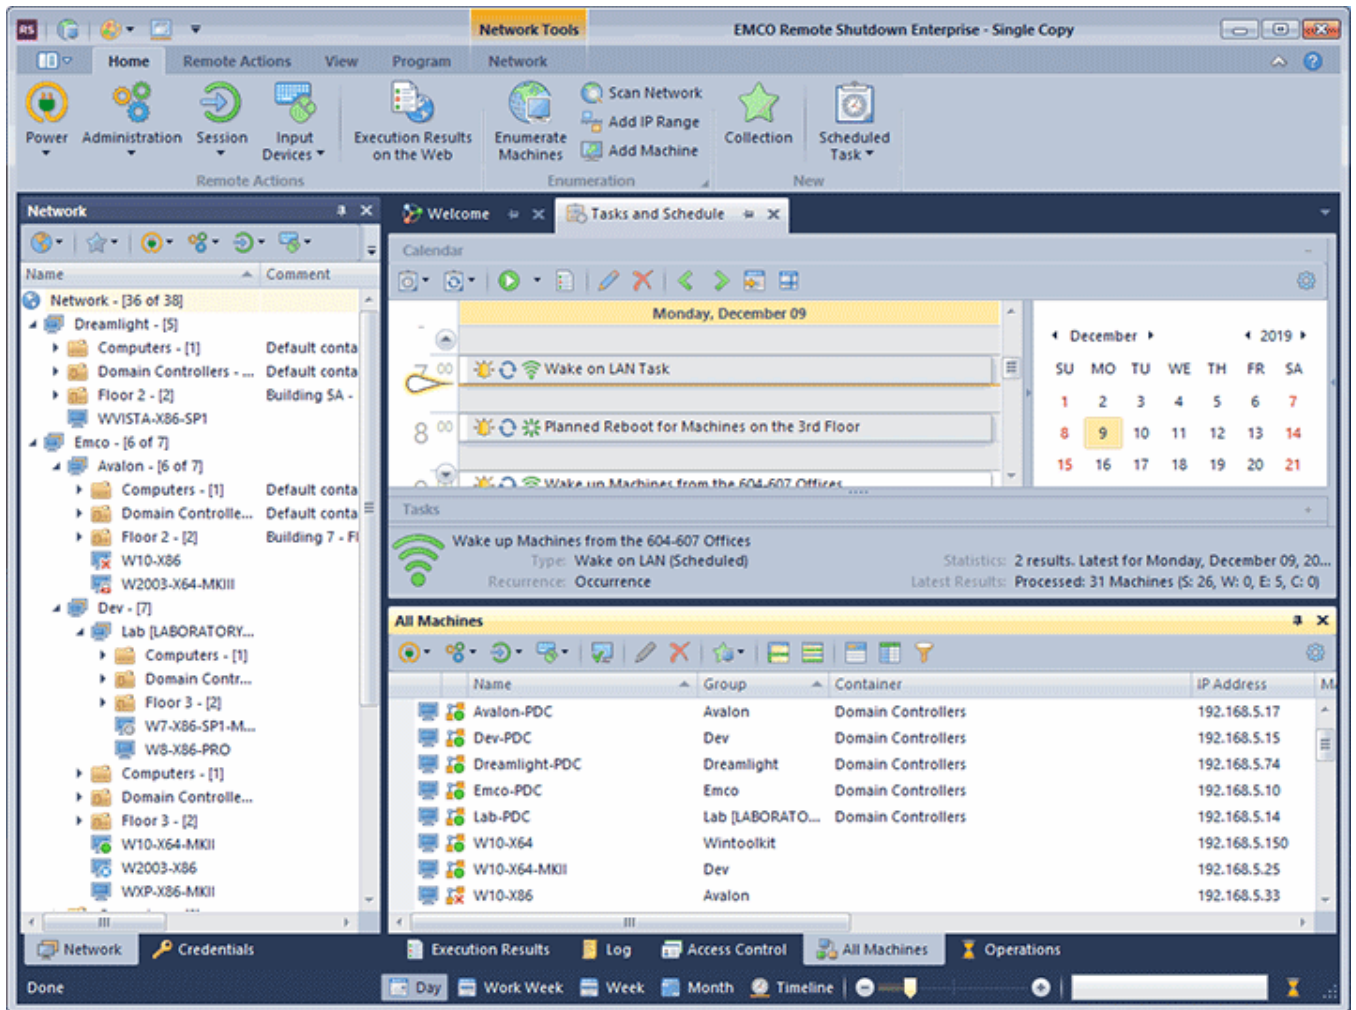 RS
Network Tools
EMCO Remote Shutdown Enterprise - Single Copy
Home Remote Actions View Program Network
Power Administration Session Input Devices
Execution Results on the Web
Enumerate Machines
Scan Network
Add IP Range
Add Machine
Collection
Scheduled Task
Remote Actions Enumeration New
Network
Name Comment
Network - [36 of 38]
Dreamlight - [5]
Computers - [1] Default conta
Domain Controllers - ... Default conta
Floor 2 - [2] Building 5A -
WVISTA-X86-SP1
Emco - [6 of 7]
Avalon - [6 of 7]
Computers - [1] Default conta
Domain Controlle... Default conta
Floor 2 - [2] Building 7 - Fl
W10-X86
W2003-X64-MKIII
Dev - [7]
Lab [LABORATORY...
Computers - [1]
Domain Contr...
Floor 3 - [2]
W7-X86-SP1-M...
W8-X86-PRO
Computers - [1]
Domain Controlle...
Floor 3 - [2]
W10-X64-MKII
W2003-X86
WXP-X86-MKII
Network Credentials
Welcome Tasks and Schedule
Calendar
Monday, December 09
7 00 Wake on LAN Task
8 00 Planned Reboot for Machines on the 3rd Floor
Wake up Machines from the 604-607 Offices
December 2019
SU MO TU WE TH FR SA
1 2 3 4 5 6 7
8 9 10 11 12 13 14
15 16 17 18 19 20 21
Tasks
Wake up Machines from the 604-607 Offices
Type: Wake on LAN (Scheduled) Statistics: 2 results. Latest for Monday, December 09, 20...
Recurrence: Occurrence Latest Results: Processed: 31 Machines (S: 26, W: 0, E: 5, C: 0)
All Machines
Name Group Container IP Address M
Avalon-PDC Avalon Domain Controllers 192.168.5.17
Dev-PDC Dev Domain Controllers 192.168.5.15
Dreamlight-PDC Dreamlight Domain Controllers 192.168.5.74
Emco-PDC Emco Domain Controllers 192.168.5.10
Lab-PDC Lab [LABORATO... Domain Controllers 192.168.5.14
W10-X64 Wintoolkit 192.168.5.150
W10-X64-MKII Dev 192.168.5.25
W10-X86 Avalon 192.168.5.33
Execution Results Log Access Control All Machines Operations
Done
Day Work Week Week Month Timeline